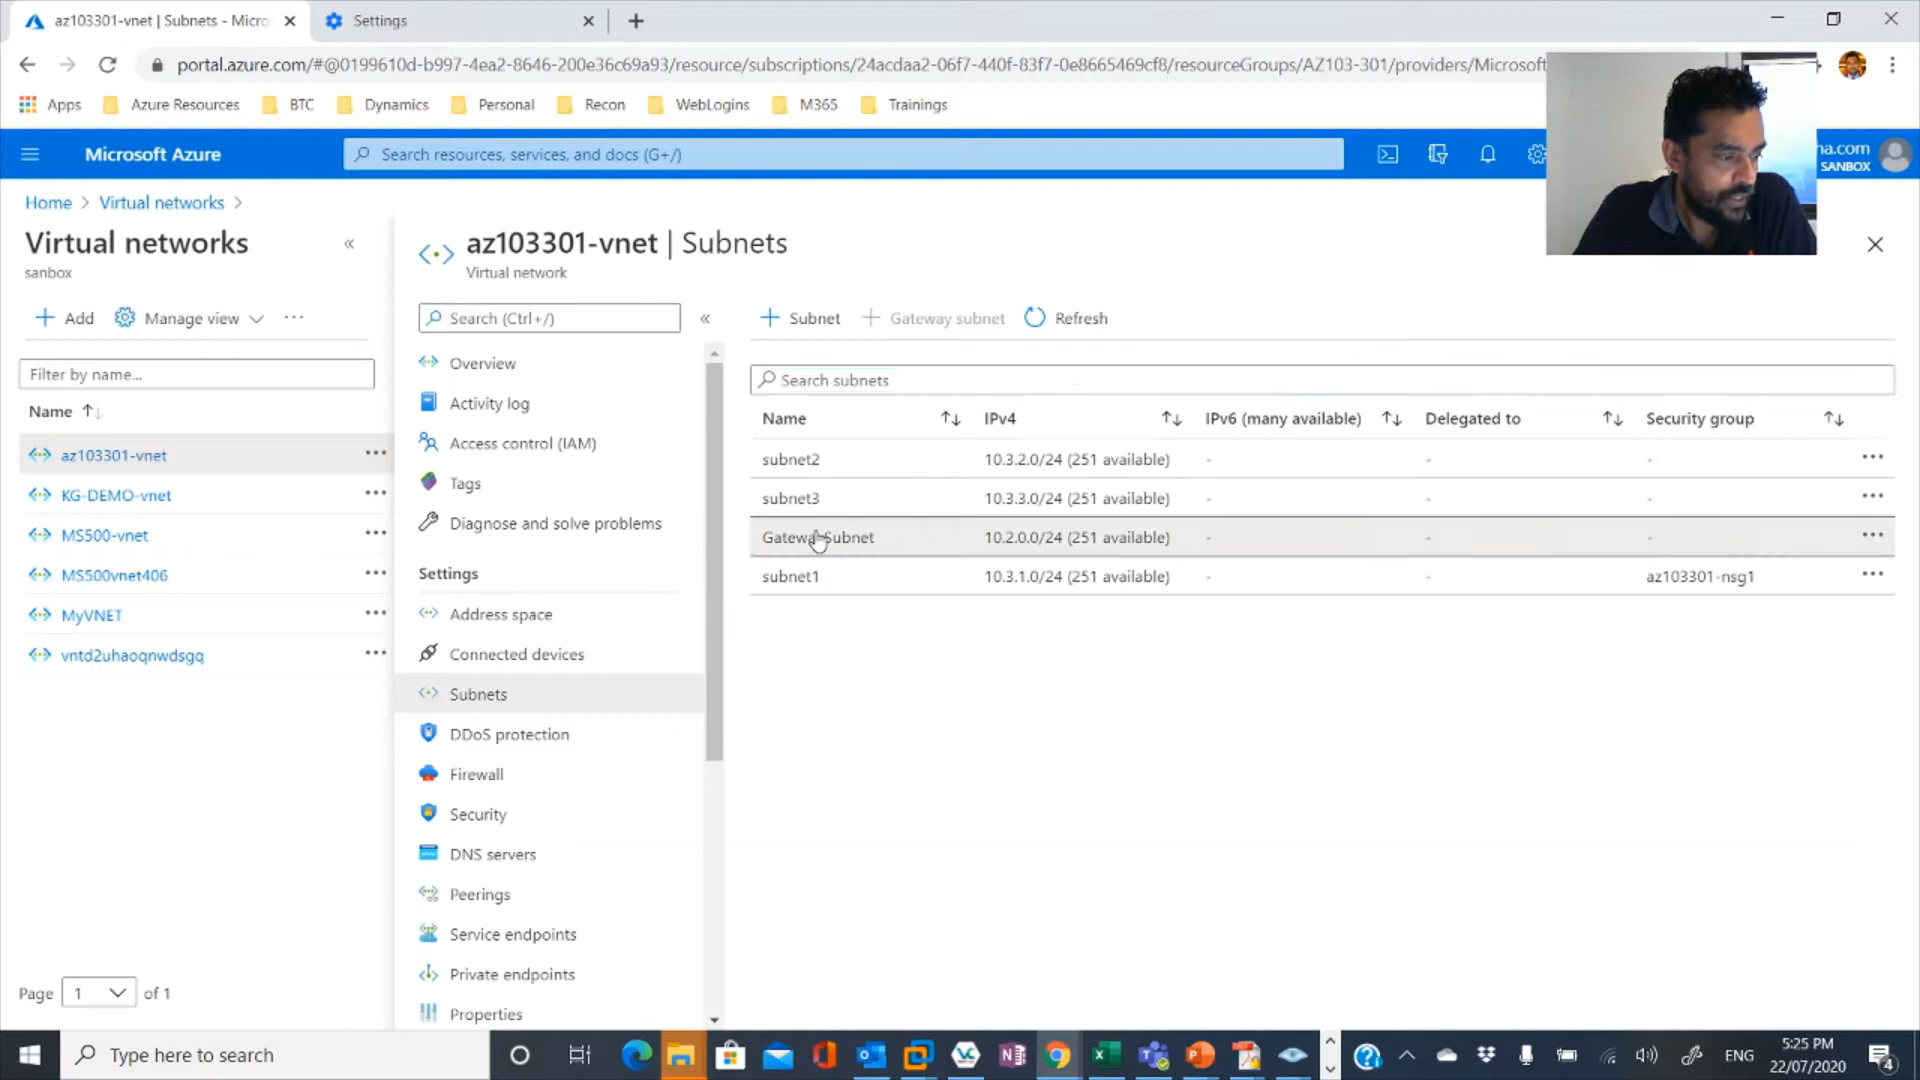 az103301-vnet | Subnets - Micro
Settings
portal.azure.com/#@0199610d-b997-4ea2-8646-200e36c69a93/resource/subscriptions/24acdaa2-06f7-440f-83f7-0e8665469cf8/resourceGroups/AZ103-301/providers/Microsoft
Apps Azure Resources BTC Dynamics Personal Recon WebLogins M365 Trainings
Microsoft Azure
Search resources, services, and docs (G+/)
na.com
SANBOX
Home > Virtual networks >
Virtual networks
sanbox
Add Manage view
Filter by name...
Name
az103301-vnet
KG-DEMO-vnet
MS500-vnet
MS500vnet406
MyVNET
vntd2uhaoqnwdsgq
Page 1 of 1
az103301-vnet | Subnets
Virtual network
Search (Ctrl+/)
Overview
Activity log
Access control (IAM)
Tags
Diagnose and solve problems
Settings
Address space
Connected devices
Subnets
DDoS protection
Firewall
Security
DNS servers
Peerings
Service endpoints
Private endpoints
Properties
Subnet Gateway subnet Refresh
Search subnets
Name IPv4 IPv6 (many available) Delegated to Security group
subnet2 10.3.2.0/24 (251 available) - - -
subnet3 10.3.3.0/24 (251 available) - - -
GatewaySubnet 10.2.0.0/24 (251 available) - - -
subnet1 10.3.1.0/24 (251 available) - - az103301-nsg1
Type here to search
ENG
5:25 PM
22/07/2020
4